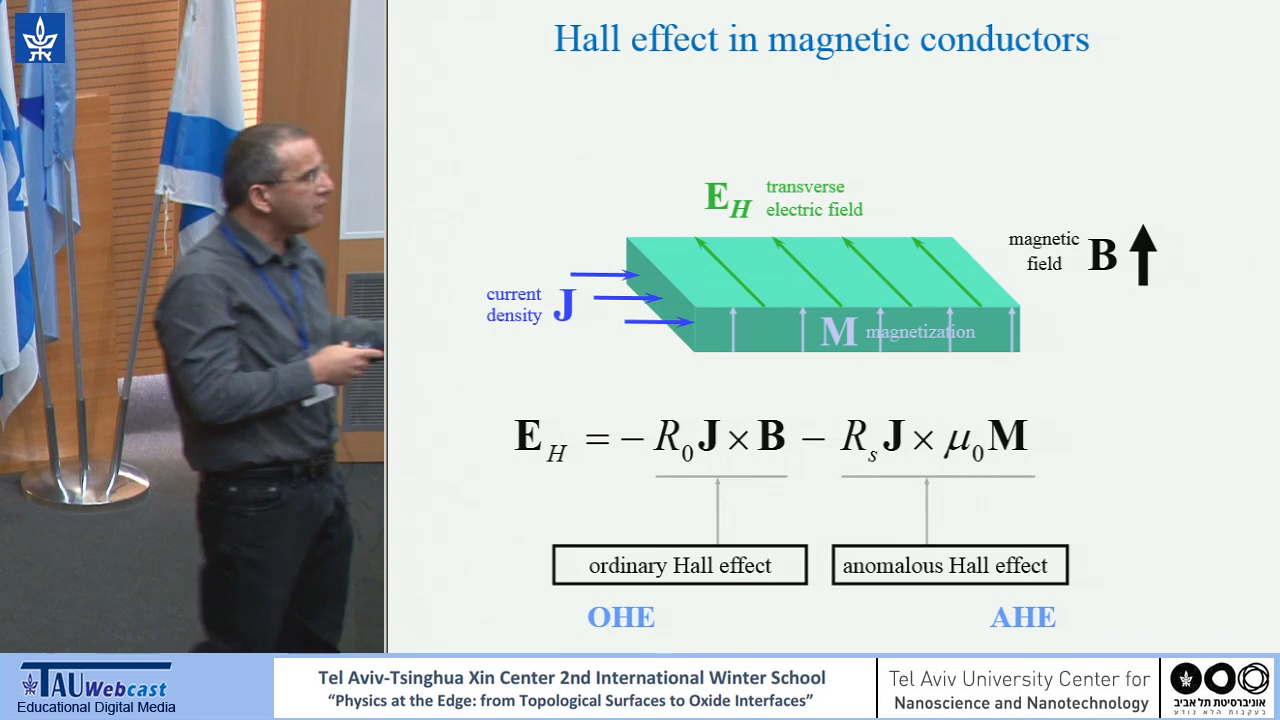 Hall effect in magnetic conductors
E_H transverse
electric field
magnetic
field B
current
density J
M magnetization
E_H = − R_0 J × B − R_s J × μ_0 M
ordinary Hall effect
anomalous Hall effect
OHE
AHE
TAU Webcast
Educational Digital Media
Tel Aviv-Tsinghua Xin Center 2nd International Winter School
“Physics at the Edge: from Topological Surfaces to Oxide Interfaces”
Tel Aviv University Center for
Nanoscience and Nanotechnology
אוניברסיטת תל אביב
בעקבות הלא נודע